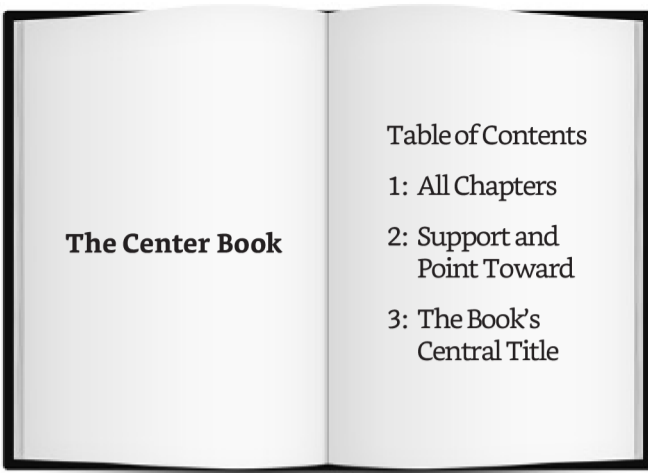 The Center Book
Table of Contents
1: All Chapters
2: Support and
Point Toward
3: The Book’s
Central Title